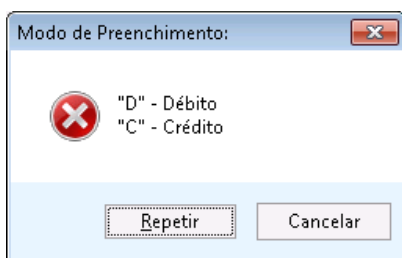 Modo de Preenchimento:
"D" - Débito
"C" - Crédito
Repetir
Cancelar